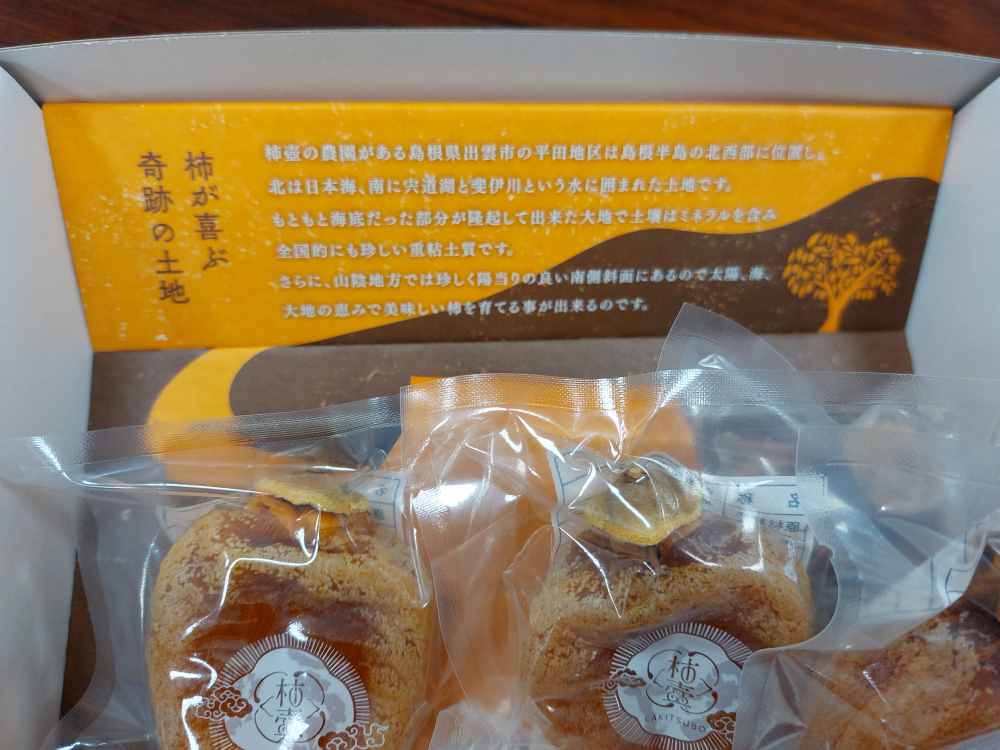 柿が喜ぶ
奇跡の土地
柿壺の農園がある島根県出雲市の平田地区は島根半島の北西部に位置し、
北は日本海、南に宍道湖と斐伊川という水に囲まれた土地です。
もともと海底だった部分が隆起して出来た大地で土壌はミネラルを含み
全国的にも珍しい重粘土質です。
さらに、山陰地方では珍しく陽当りの良い南側斜面にあるので太陽、海、
大地の恵みで美味しい柿を育てる事が出来るのです。
柿壺
柿壺
KAKITSUBO